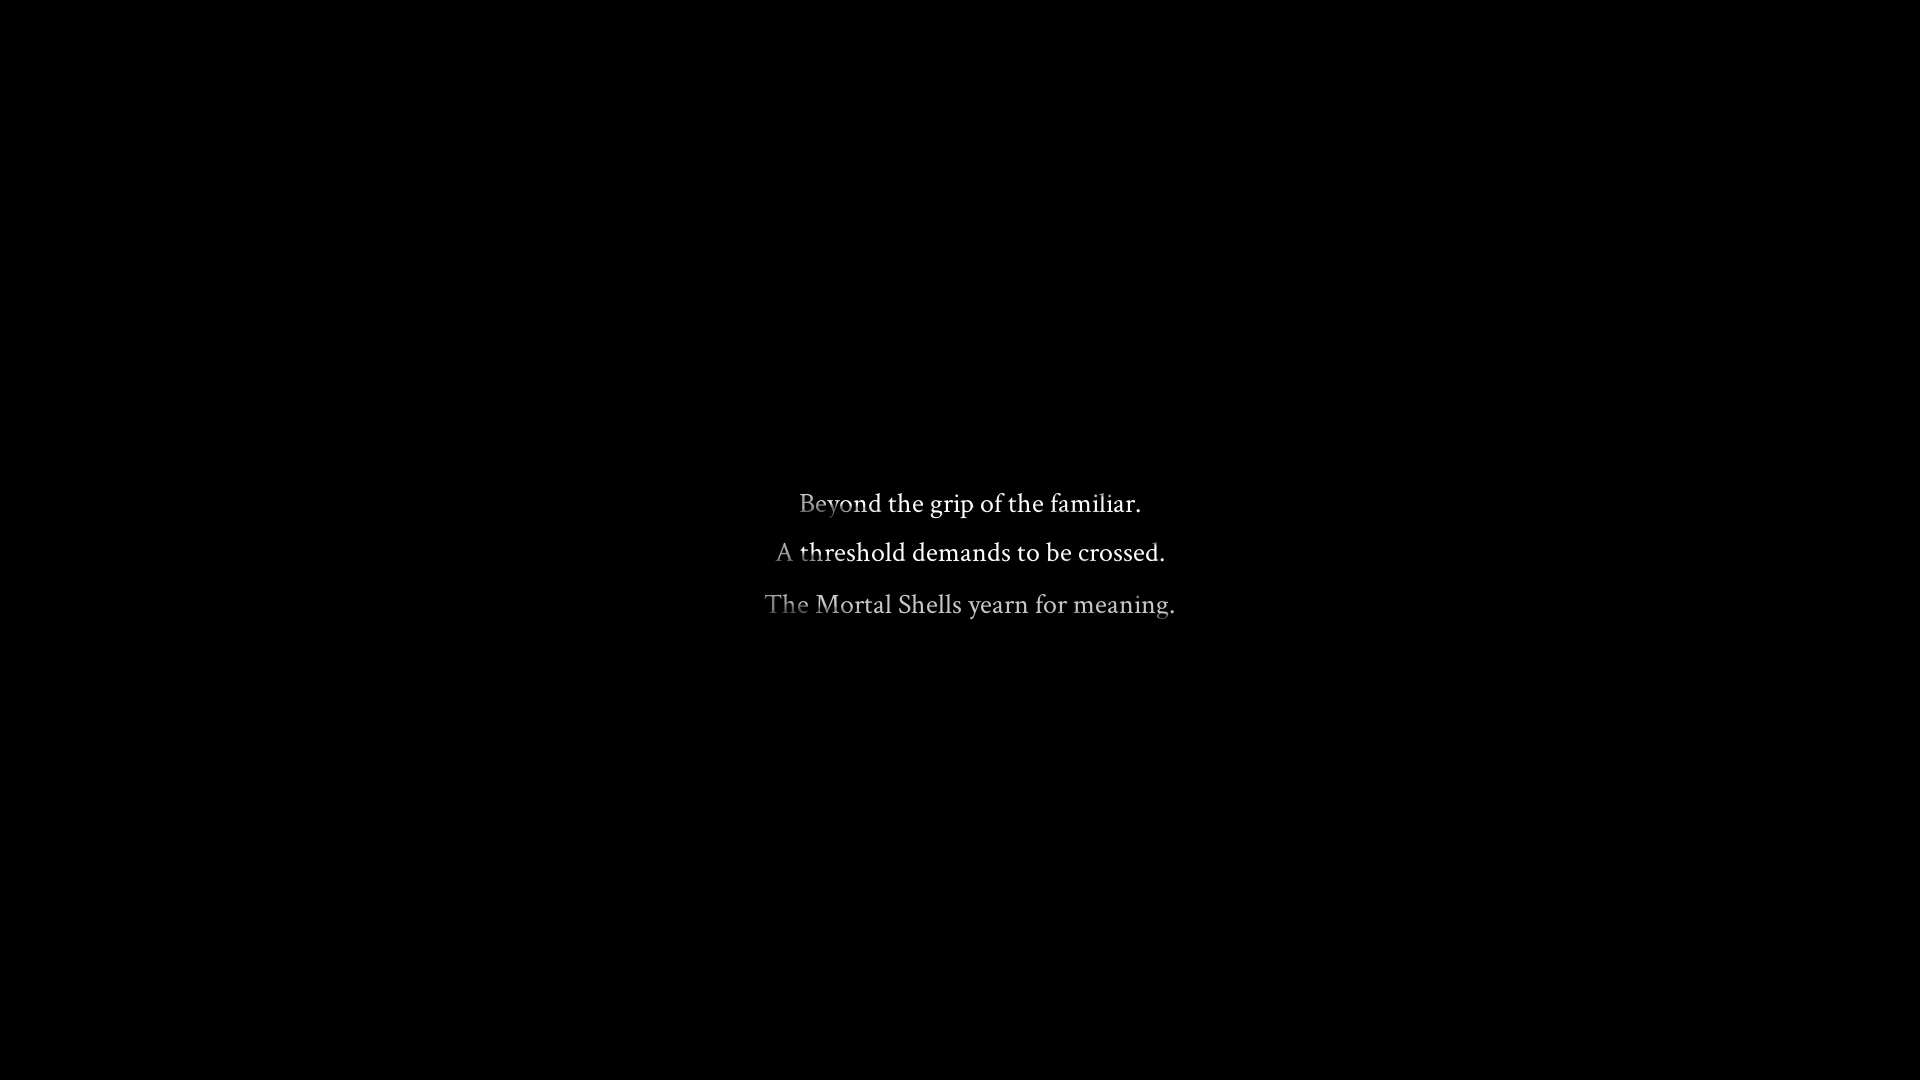 Beyond the grip of the familiar.
A threshold demands to be crossed.
The Mortal Shells yearn for meaning.